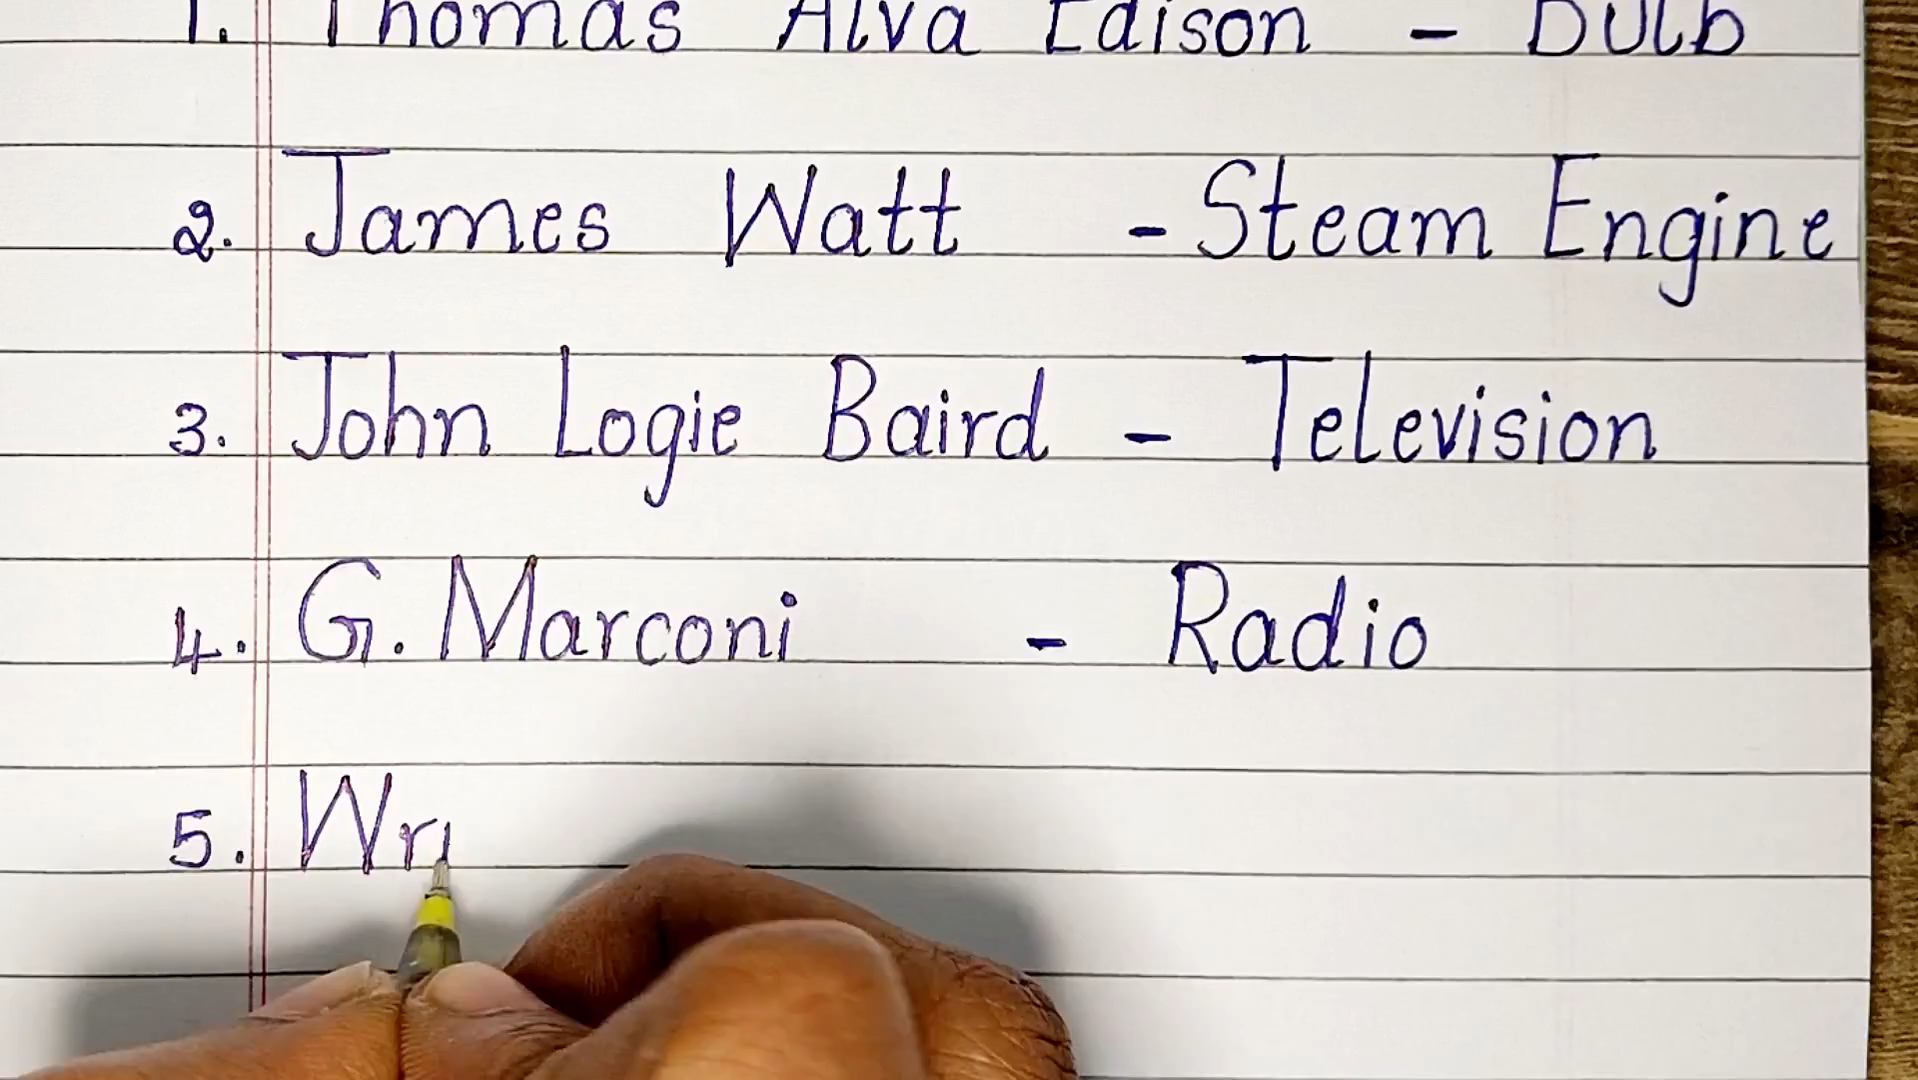 1. Thomas Alva Edison - Bulb
2. James Watt - Steam Engine
3. John Logie Baird - Television
4. G. Marconi - Radio
5. Wri